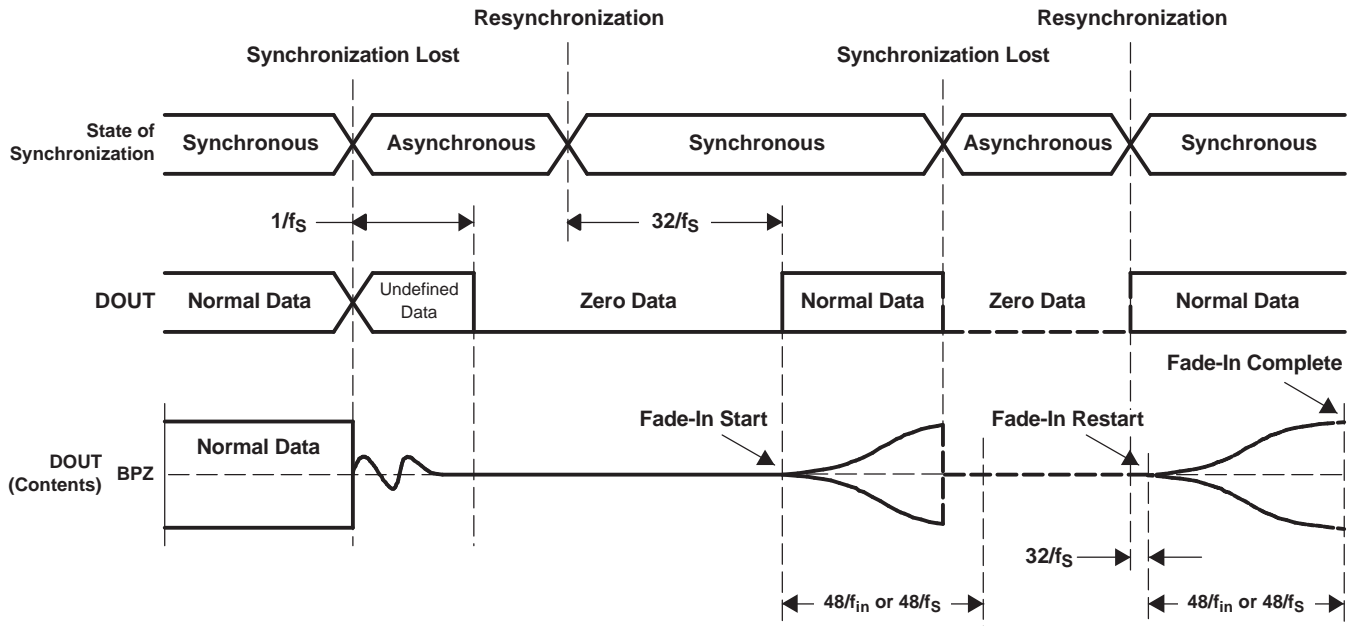 Resynchronization
Resynchronization
Synchronization Lost
Synchronization Lost
State of
Synchronization
Synchronous
Asynchronous
Synchronous
Asynchronous
Synchronous
1/fS
32/fS
DOUT
Normal Data
Undefined
Data
Zero Data
Normal Data
Zero Data
Normal Data
Fade-In Complete
Fade-In Start
Fade-In Restart
Normal Data
DOUT
(Contents)
BPZ
32/fS
48/fin or 48/fS
48/fin or 48/fS